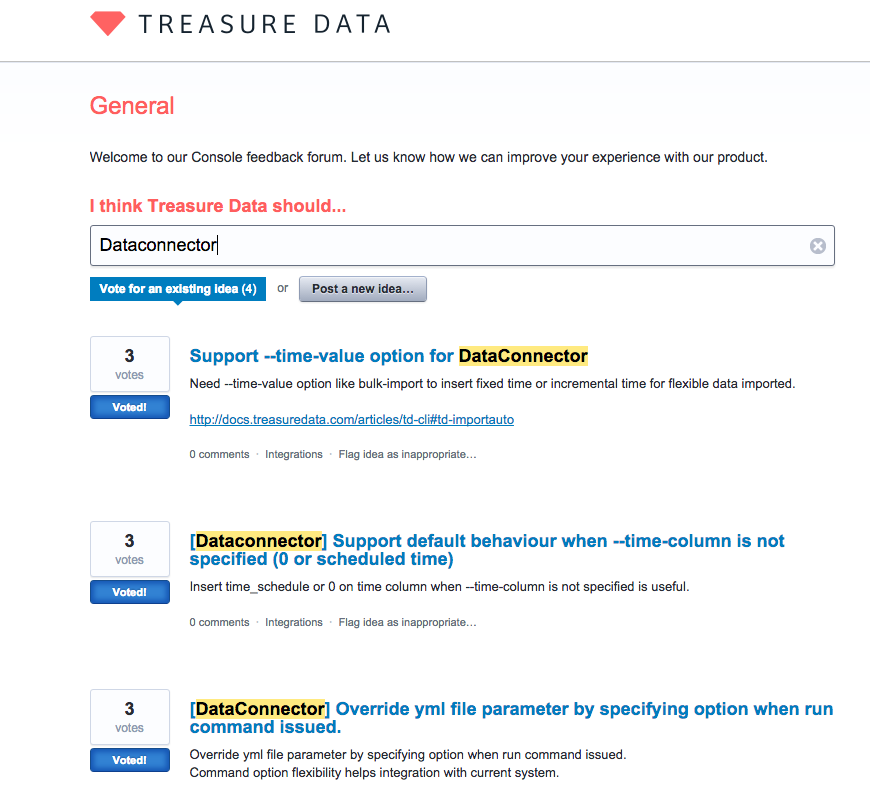 TREASURE DATA
General
Welcome to our Console feedback forum. Let us know how we can improve your experience with our product.
I think Treasure Data should...
Dataconnector
Vote for an existing idea (4) or Post a new idea…
3
votes
Voted!
Support --time-value option for DataConnector
Need --time-value option like bulk-import to insert fixed time or incremental time for flexible data imported.
http://docs.treasuredata.com/articles/td-cli#td-importauto
0 comments · Integrations · Flag idea as inappropriate…
3
votes
Voted!
[Dataconnector] Support default behaviour when --time-column is not
specified (0 or scheduled time)
Insert time_schedule or 0 on time column when --time-column is not specified is useful.
0 comments · Integrations · Flag idea as inappropriate…
3
votes
Voted!
[DataConnector] Override yml file parameter by specifying option when run
command issued.
Override yml file parameter by specifying option when run command issued.
Command option flexibility helps integration with current system.